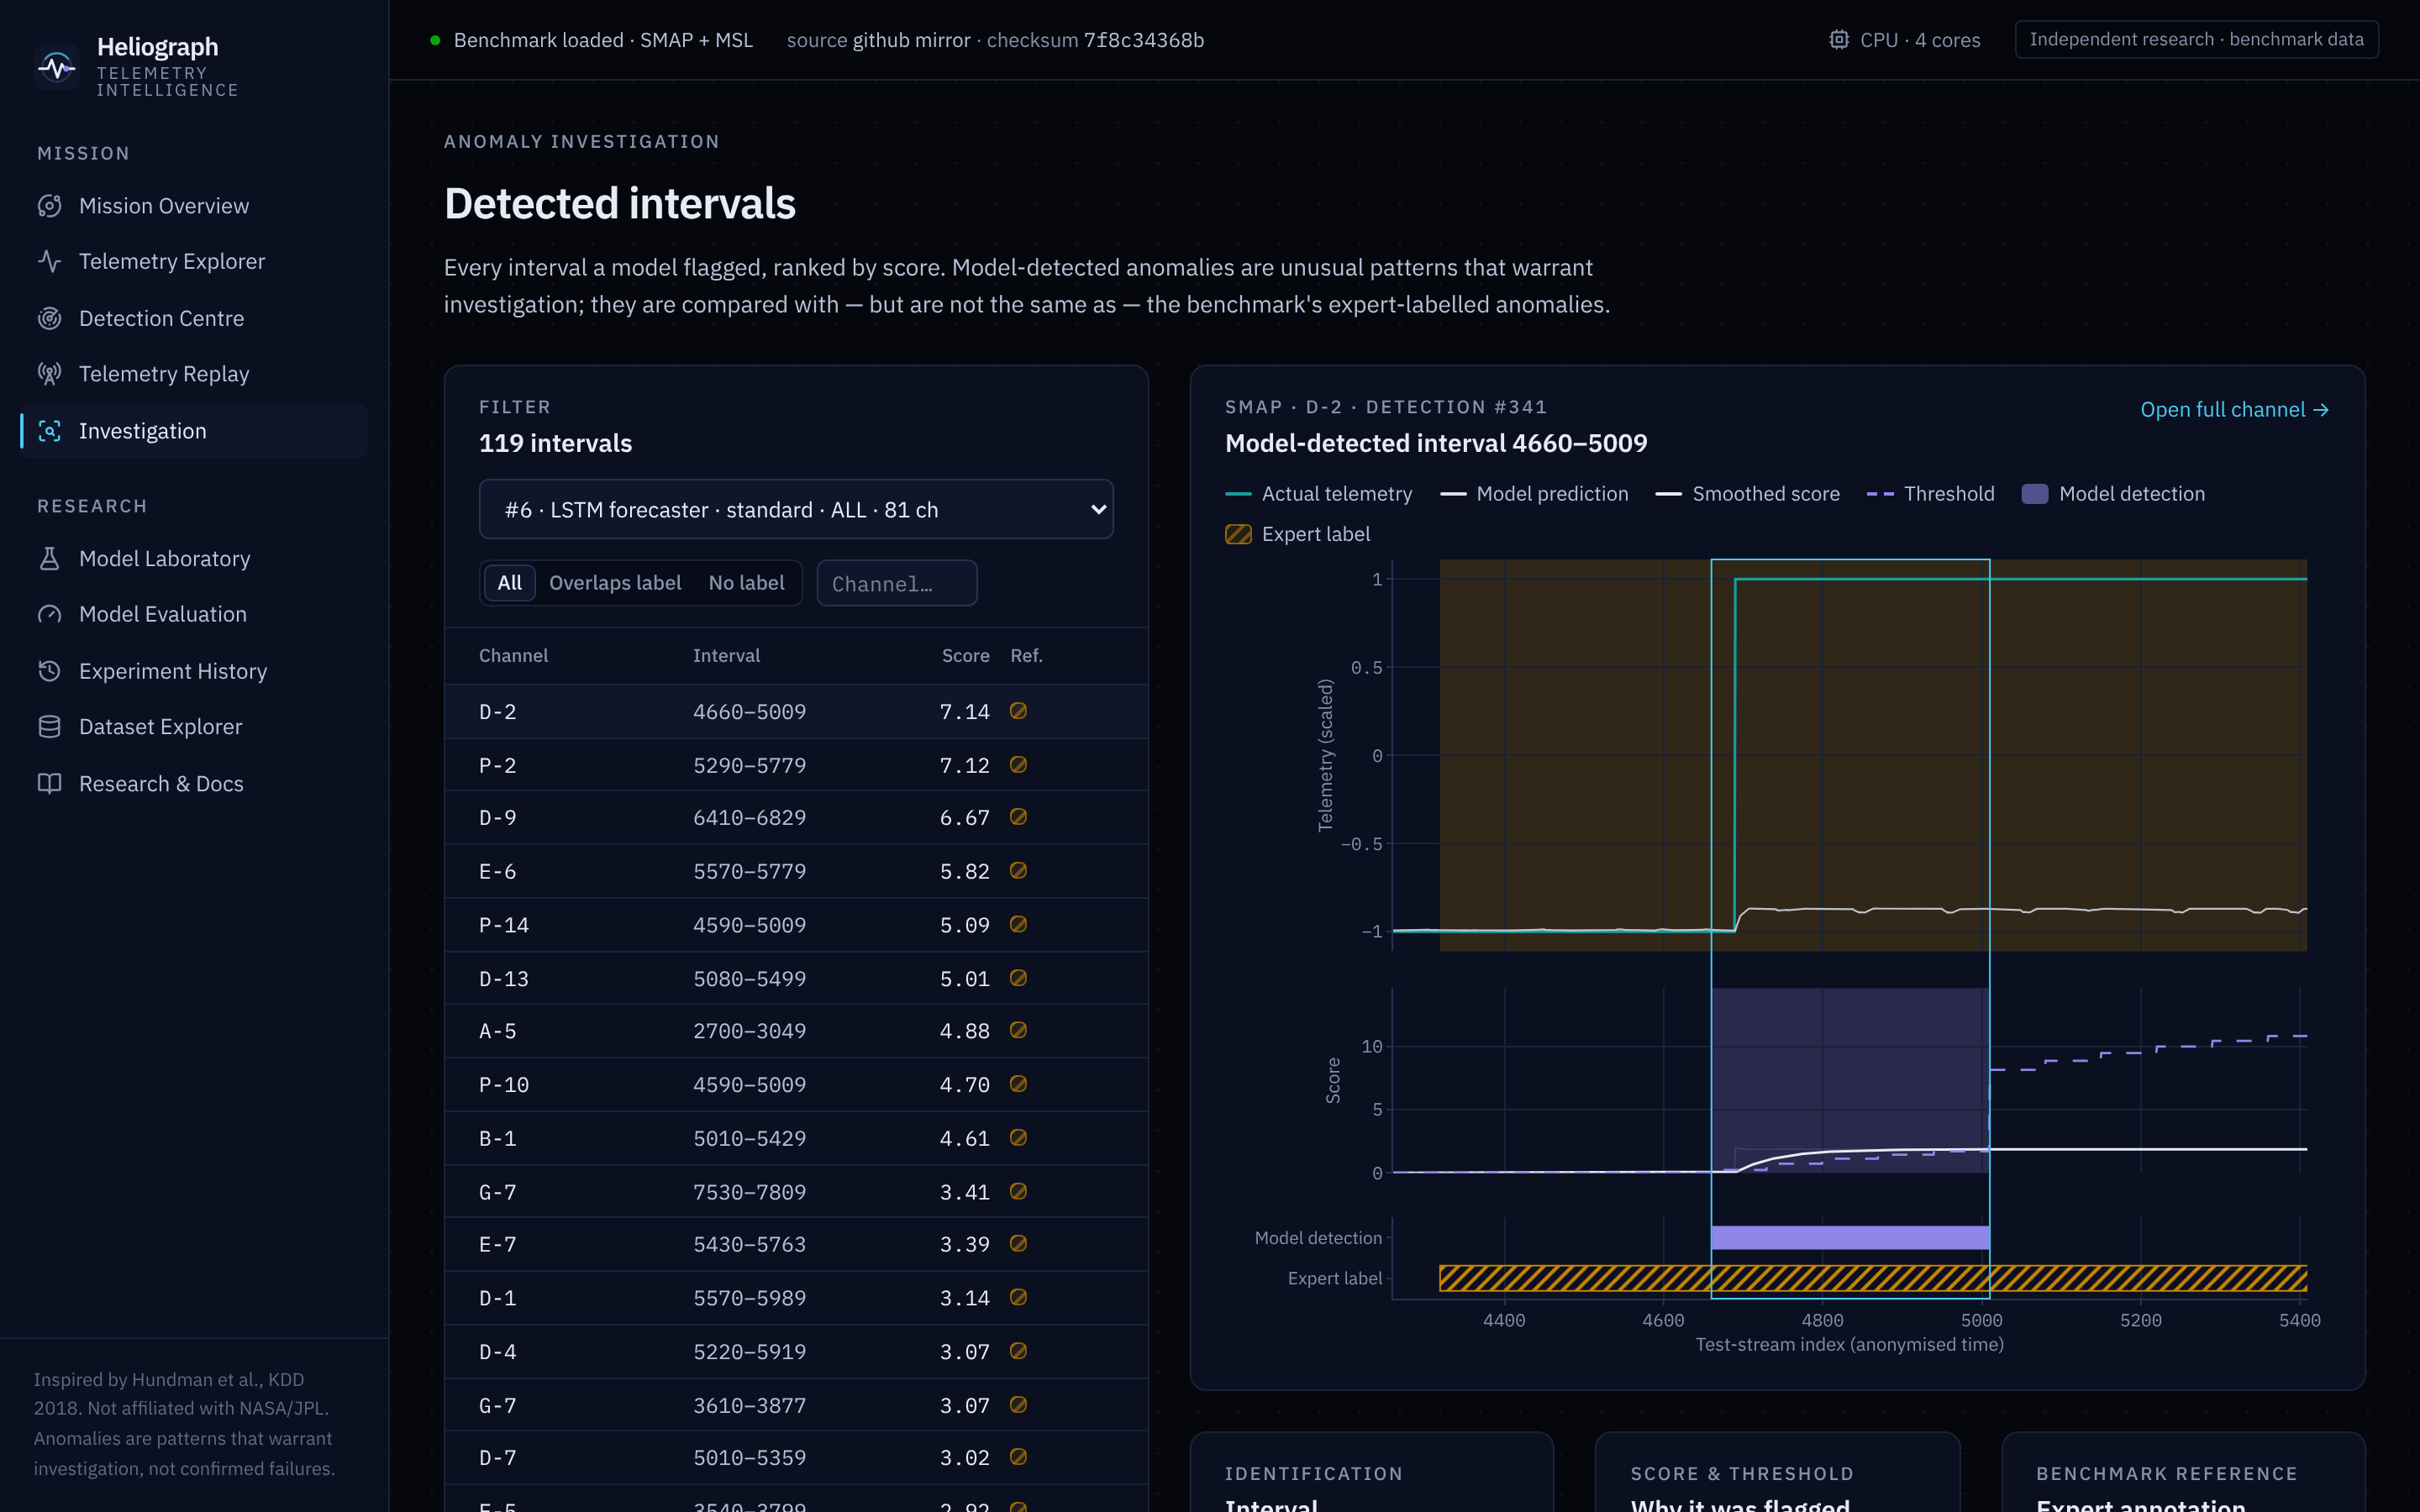 Heliograph
TELEMETRY
INTELLIGENCE
MISSION
Mission Overview
Telemetry Explorer
Detection Centre
Telemetry Replay
Investigation
RESEARCH
Model Laboratory
Model Evaluation
Experiment History
Dataset Explorer
Research & Docs
Inspired by Hundman et al., KDD
2018. Not affiliated with NASA/JPL.
Anomalies are patterns that warrant
investigation, not confirmed failures.
Benchmark loaded · SMAP + MSL source github mirror · checksum 7f8c34368b
CPU · 4 cores
Independent research · benchmark data
ANOMALY INVESTIGATION
Detected intervals
Every interval a model flagged, ranked by score. Model-detected anomalies are unusual patterns that warrant
investigation; they are compared with — but are not the same as — the benchmark's expert-labelled anomalies.
FILTER
119 intervals
#6 · LSTM forecaster · standard · ALL · 81 ch
All Overlaps label No label Channel…
Channel Interval Score Ref.
D-2 4660–5009 7.14
P-2 5290–5779 7.12
D-9 6410–6829 6.67
E-6 5570–5779 5.82
P-14 4590–5009 5.09
D-13 5080–5499 5.01
A-5 2700–3049 4.88
P-10 4590–5009 4.70
B-1 5010–5429 4.61
G-7 7530–7809 3.41
E-7 5430–5763 3.39
D-1 5570–5989 3.14
D-4 5220–5919 3.07
G-7 3610–3877 3.07
D-7 5010–5359 3.02
3540–3799 2.92
SMAP · D-2 · DETECTION #341
Open full channel →
Model-detected interval 4660–5009
Actual telemetry Model prediction Smoothed score Threshold Model detection
Expert label
Telemetry (scaled)
1
0.5
0
−0.5
−1
Score
10
5
0
Model detection
Expert label
4400 4600 4800 5000 5200 5400
Test-stream index (anonymised time)
IDENTIFICATION
Interval
SCORE & THRESHOLD
Why it was flagged
BENCHMARK REFERENCE
Expert annotation